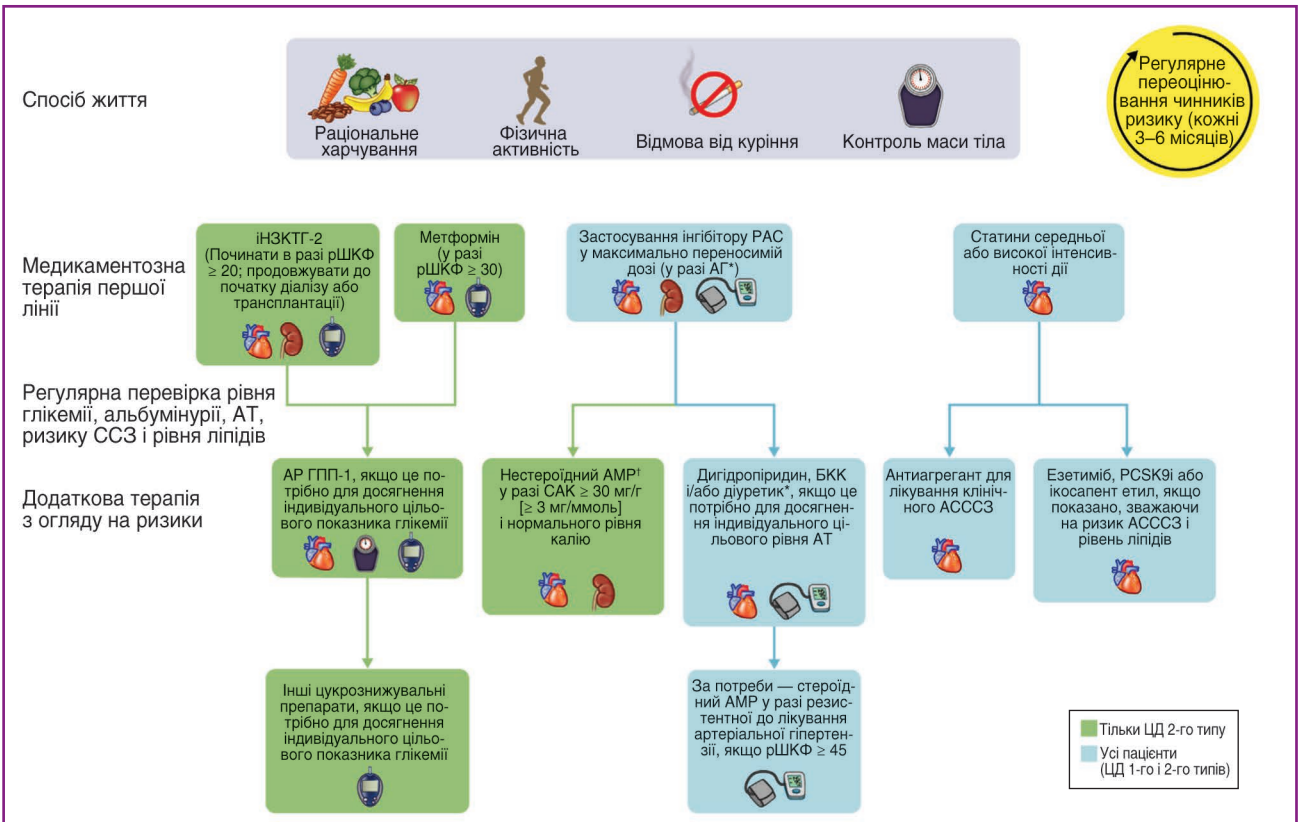 Спосіб життя
Раціональне
харчування
Фізична
активність
Відмова від куріння
Контроль маси тіла
Регулярне
переоціню-
вання чинників
ризику (кожні
3–6 місяців)
Медикаментозна
терапія першої
лінії
іНЗКТГ-2
(Починати в разі рШКФ
≥ 20; продовжувати до
початку діалізу або
трансплантації)
Метформін
(у разі
рШКФ ≥ 30)
Застосування інгібітору РАС
у максимально переносимій
дозі (у разі АГ*)
Статини середньої
або високої інтенсив-
ності дії
Регулярна перевірка рівня
глікемії, альбумінурії, АТ,
ризику ССЗ і рівня ліпідів
Додаткова терапія
з огляду на ризики
АР ГПП-1, якщо це по-
трібно для досягнення
індивідуального цільо-
вого показника глікемії
Нестероїдний АМР†
у разі САК ≥ 30 мг/г
[≥ 3 мг/ммоль]
і нормального рівня
калію
Дигідропіридин, БКК
і/або діуретик*, якщо це
потрібно для досягнен-
ня індивідуального ці-
льового рівня АТ
Антиагрегант для
лікування клініч-
ного АСССЗ
Езетиміб, PCSK9i або
ікосапент етил, якщо
показано, зважаючи
на ризик АСССЗ і
рівень ліпідів
Інші цукрознижувальні
препарати, якщо це по-
трібно для досягнення
індивідуального цільо-
вого показника глікемії
За потреби — стероїд-
ний АМР у разі резис-
тентної до лікування
артеріальної гіпертен-
зії, якщо рШКФ ≥ 45
Тільки ЦД 2-го типу
Усі пацієнти
(ЦД 1-го і 2-го типів)